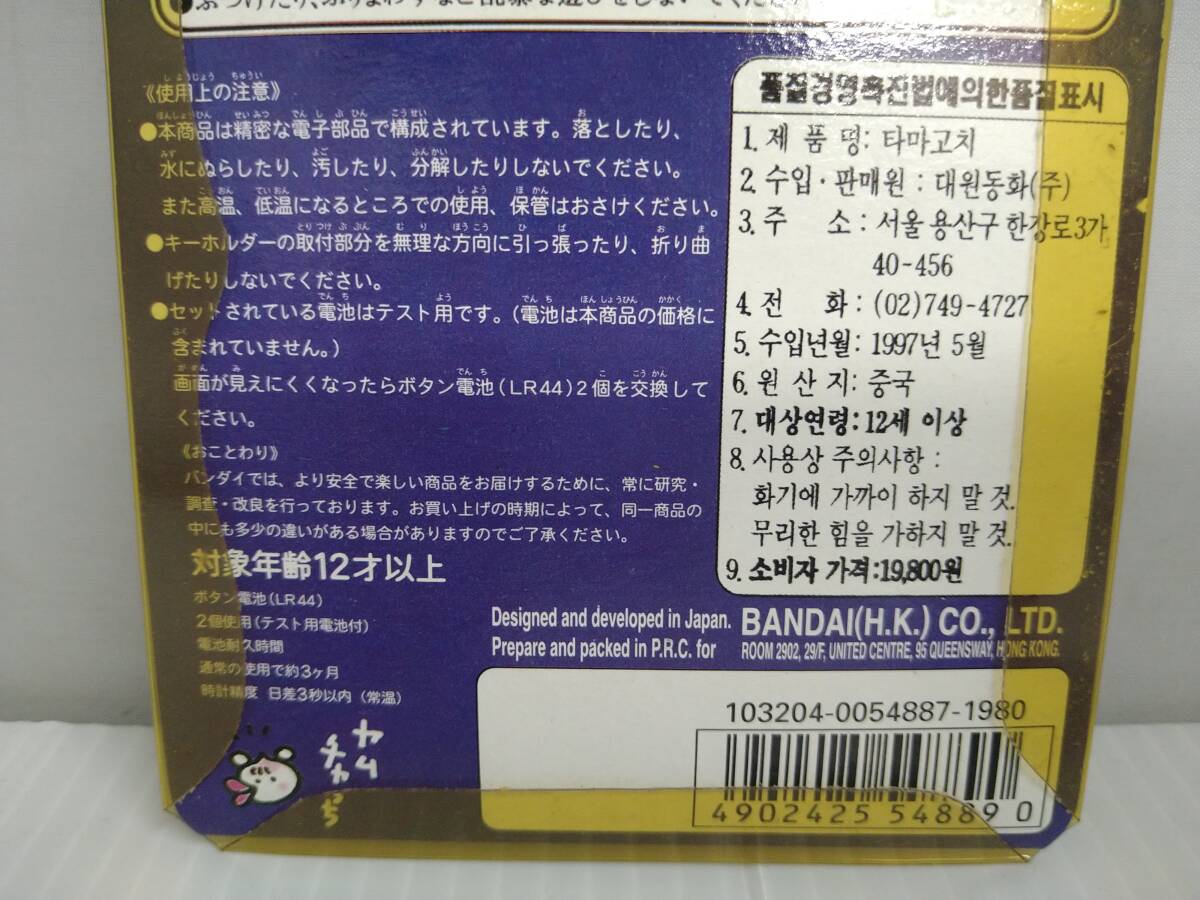 ぶつけたり、ふりまわすなど乱暴な遊びをしないでくださ
《使用上の注意》
●本商品は精密な電子部品で構成されています。落としたり、
水にぬらしたり、汚したり、分解したりしないでください。
また高温、低温になるところでの使用、保管はおさけください。
●キーホルダーの取付部分を無理な方向に引っ張ったり、折り曲
げたりしないでください。
●セットされている電池はテスト用です。(電池は本商品の価格に
含まれていません。)
画面が見えにくくなったらボタン電池(LR44)2個を交換して
ください。
《おことわり》
バンダイでは、より安全で楽しい商品をお届けするために、常に研究・
調査・改良を行っております。お買い上げの時期によって、同一商品の
中にも多少の違いがある場合がありますのでご了承ください。
対象年齢12才以上
ボタン電池(LR44)
2個使用(テスト用電池付)
電池耐久時間
通常の使用で約3ヶ月
時計精度 日差3秒以内(常温)
품질경영촉진법에의한품질표시
1. 제 품 명: 타마고치
2. 수입·판매원 : 대원동화(주)
3. 주 소 : 서울 용산구 한강로3가
40-456
4. 전 화 : (02)749-4727
5. 수입년월: 1997년 5월
6. 원 산 지: 중국
7. 대상연령: 12세 이상
8. 사용상 주의사항 :
화기에 가까이 하지 말 것.
무리한 힘을 가하지 말 것.
9. 소비자 가격:19,800원
Designed and developed in Japan.
Prepare and packed in P.R.C. for
BANDAI(H.K.) CO., LTD.
ROOM 2902, 29/F, UNITED CENTRE, 95 QUEENSWAY, HONG KONG.
103204-0054887-1980
4902425 548890